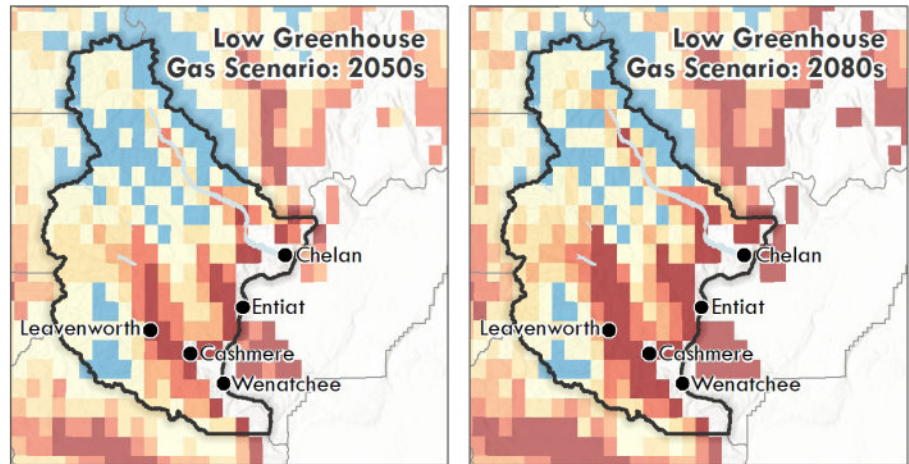 Low Greenhouse
Gas Scenario: 2050s
Chelan
Entiat
Leavenworth
Cashmere
Wenatchee
Low Greenhouse
Gas Scenario: 2080s
Chelan
Entiat
Leavenworth
Cashmere
Wenatchee